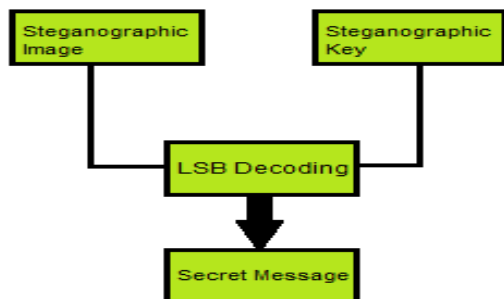 Steganographic
Image
Steganographic
Key
LSB Decoding
Secret Message